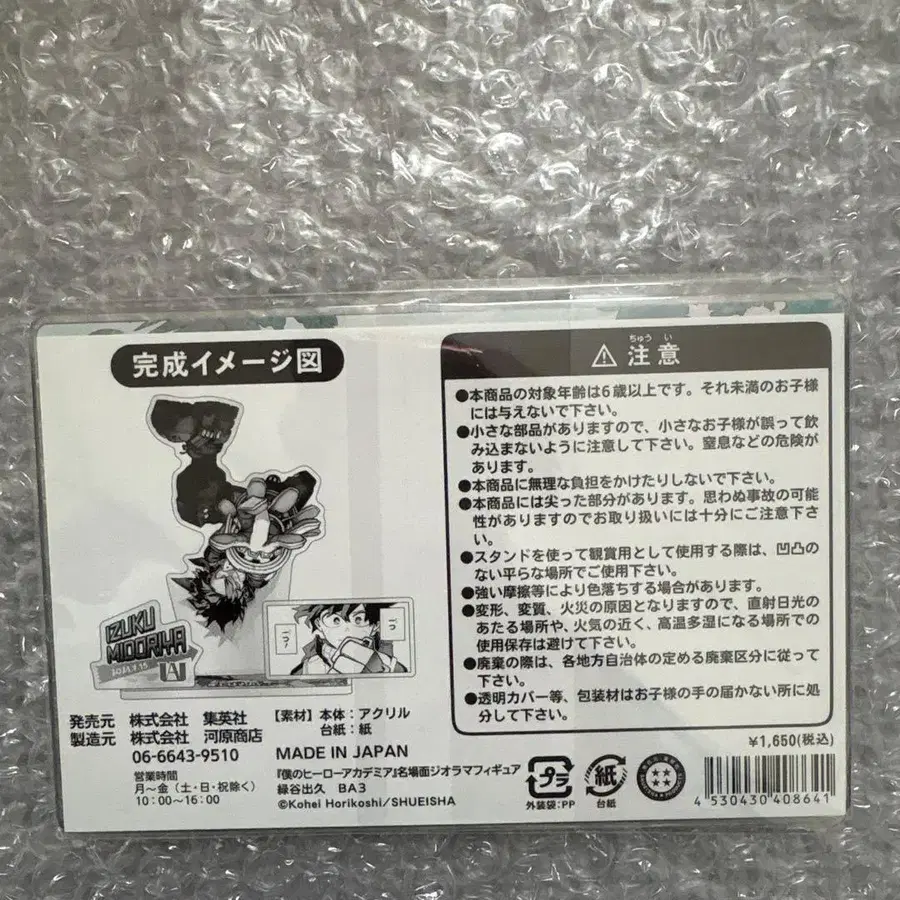 完成イメージ図
IZUKU
MIDORIYA
UA
ごっ
ごっ!
発売元 株式会社 集英社
製造元 株式会社 河原商店
06-6643-9510
営業時間
月～金（土・日・祝除く）
10：00～16：00
【素材】本体：アクリル
台紙：紙
MADE IN JAPAN
『僕のヒーローアカデミア』名場面ジオラマフィギュア
緑谷出久 BA3
©Kohei Horikoshi/SHUEISHA
ちゅう い
⚠ 注意
●本商品の対象年齢は6歳以上です。それ未満のお子様
には与えないで下さい。
●小さな部品がありますので、小さなお子様が誤って飲
み込まないように注意して下さい。窒息などの危険が
あります。
●本商品に無理な負担をかけたりしないで下さい。
●本商品には尖った部分があります。思わぬ事故の可能
性がありますのでお取り扱いには十分にご注意下さ
い。
●スタンドを使って観賞用として使用する際は、凹凸の
ない平らな場所でご使用下さい。
●強い摩擦等により色落ちする場合があります。
●変形、変質、火災の原因となりますので、直射日光の
あたる場所や、火気の近く、高温多湿になる場所での
使用保存は避けて下さい。
●廃棄の際は、各地方自治体の定める廃棄区分に従って
下さい。
●透明カバー等、包装材はお子様の手の届かない所に処
分して下さい。
¥1,650(税込)
プラ
外装袋：PP
紙
台紙
4 530430 408641